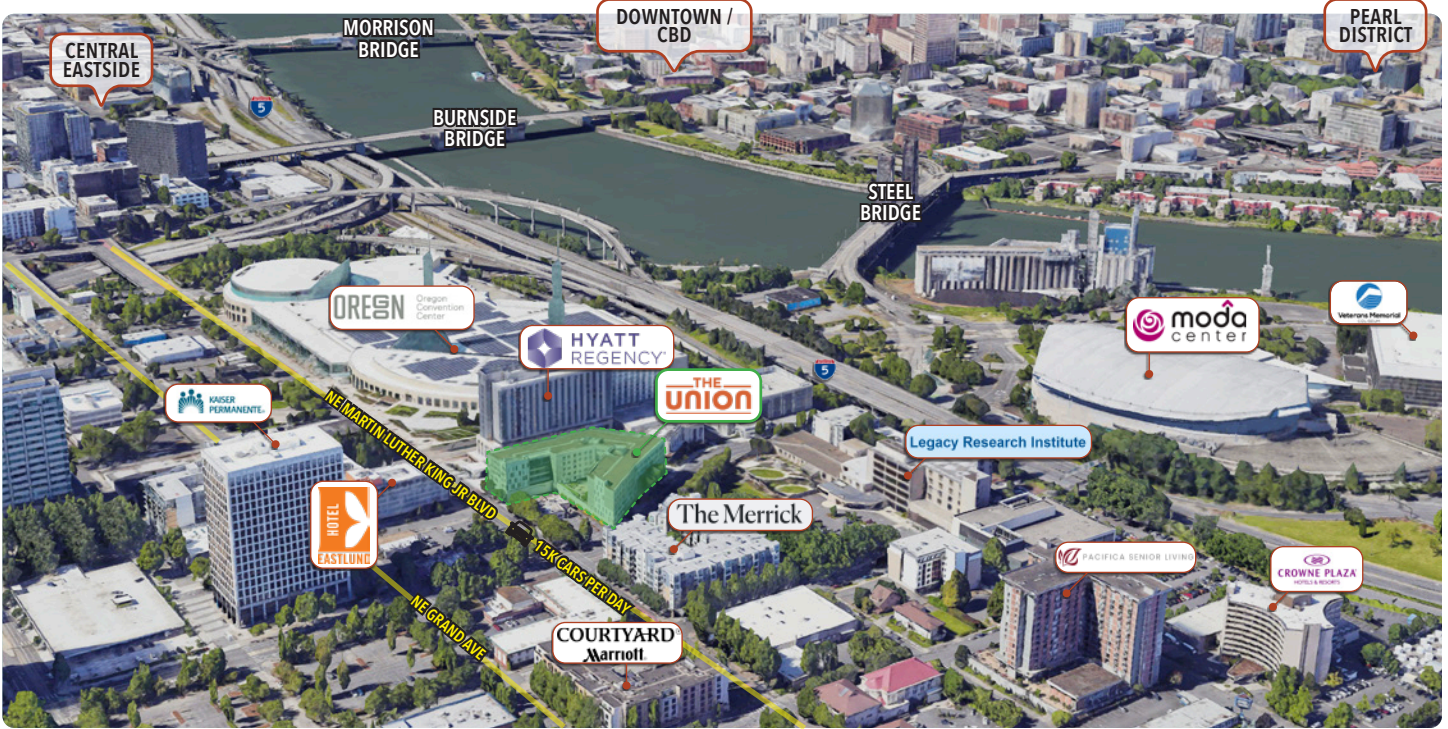 CENTRAL
EASTSIDE
MORRISON
BRIDGE
DOWNTOWN /
CBD
PEARL
DISTRICT
5
BURNSIDE
BRIDGE
STEEL
BRIDGE
OREGON
Oregon
Convention
Center
HYATT
REGENCY
THE
UNION
5
moda
center
Veterans Memorial
KAISER
PERMANENTE
NE MARTIN LUTHER KING JR BLVD
15K CARS PER DAY
Legacy Research Institute
HOTEL
EASTLUND
The Merrick
PACIFICA SENIOR LIVING
CROWNE PLAZA
HOTELS & RESORTS
NE GRAND AVE
COURTYARD
Marriott